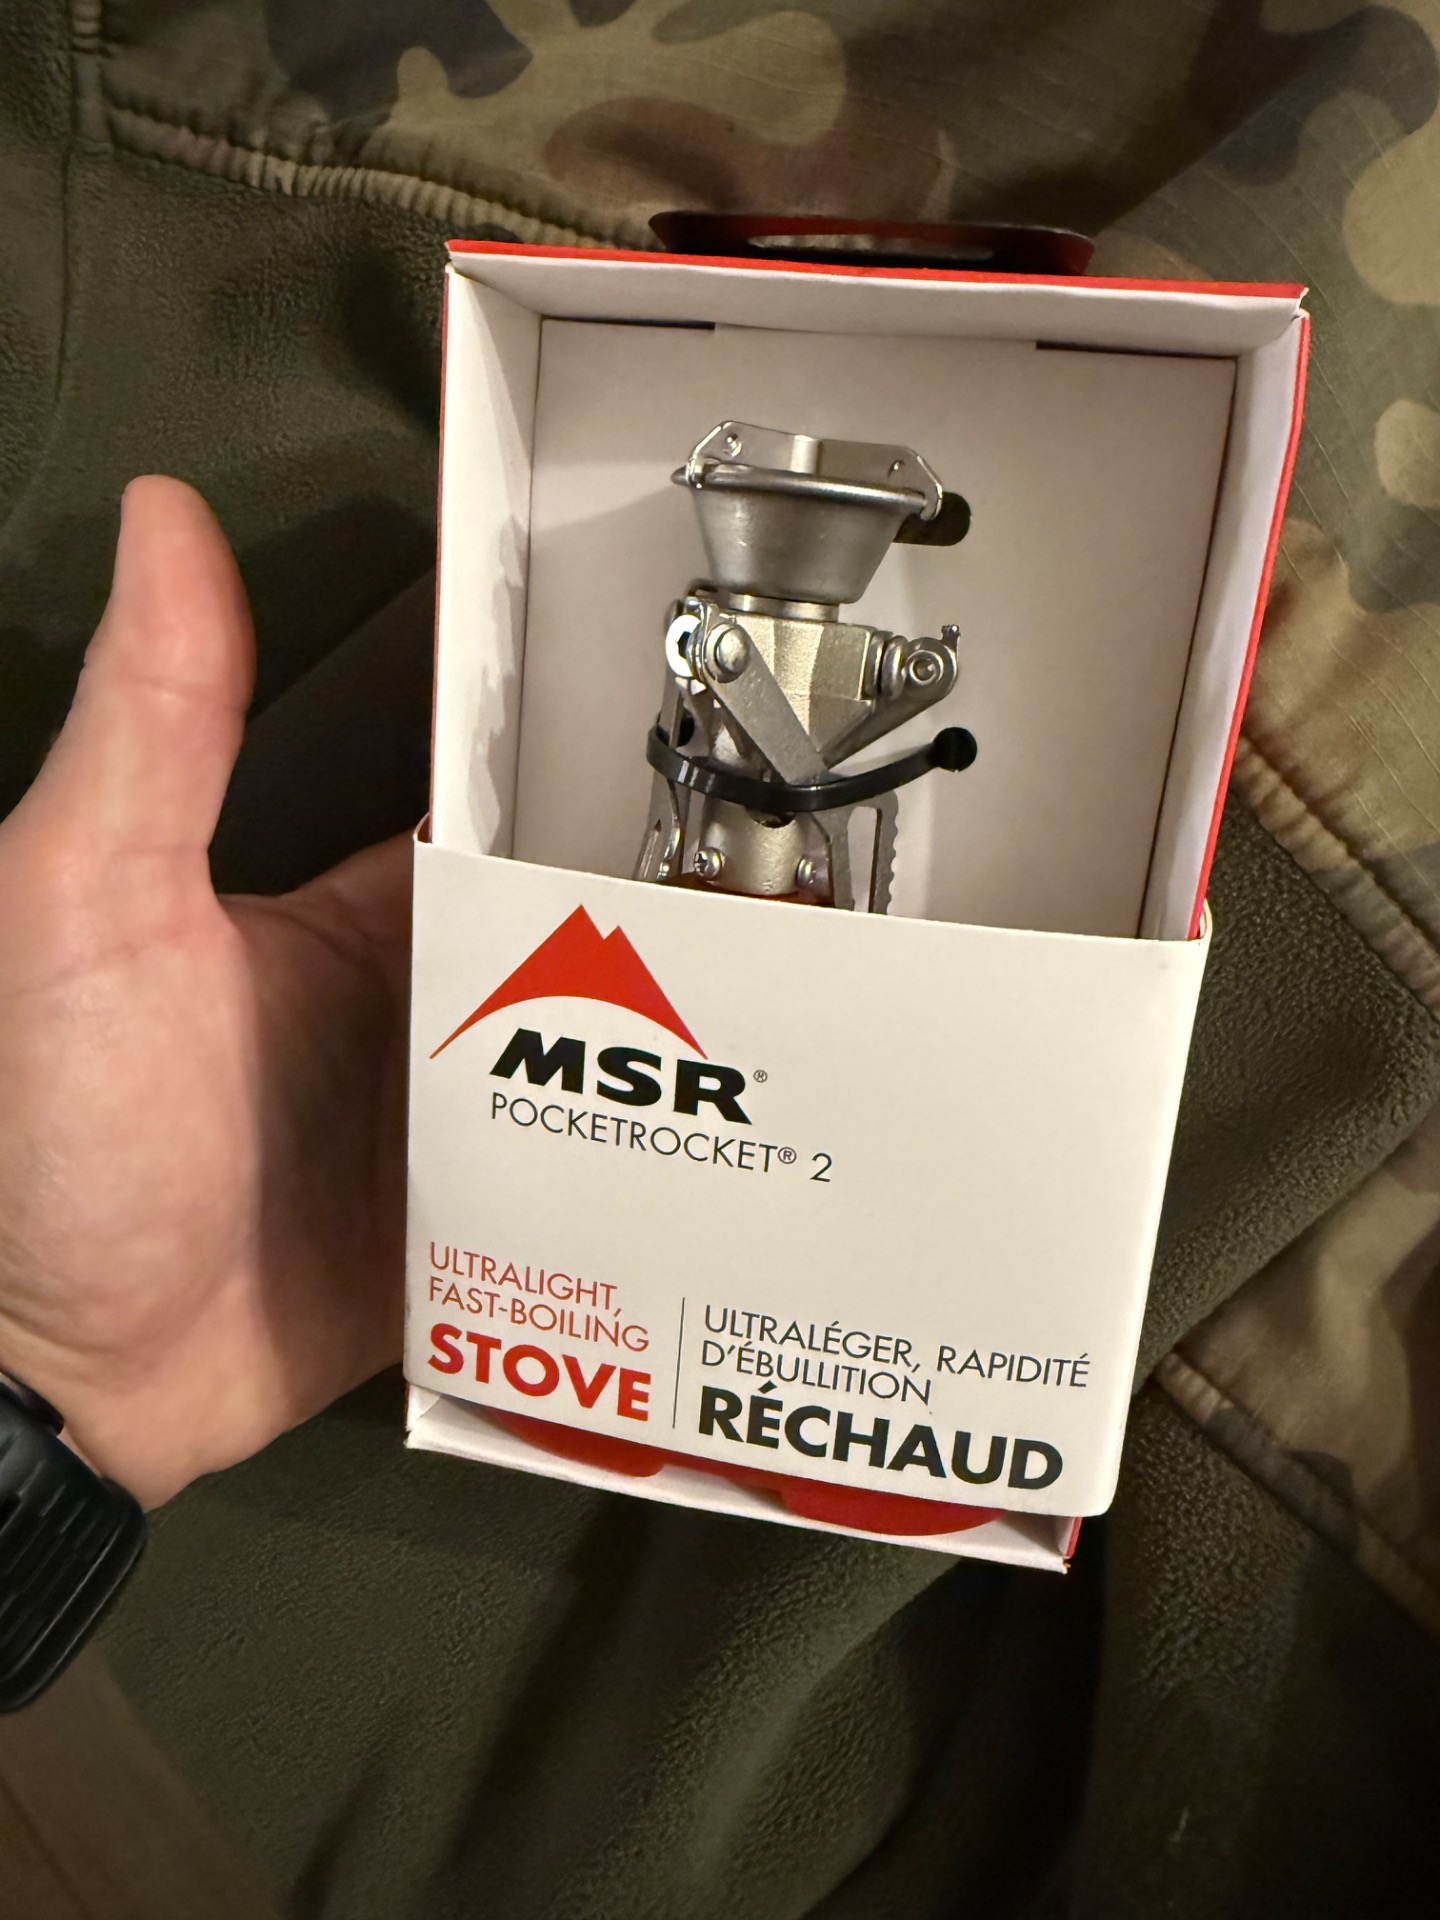 MSR®
POCKETROCKET® 2
ULTRALIGHT,
FAST-BOILING
STOVE
ULTRALÉGER, RAPIDITÉ
D'ÉBULLITION
RÉCHAUD